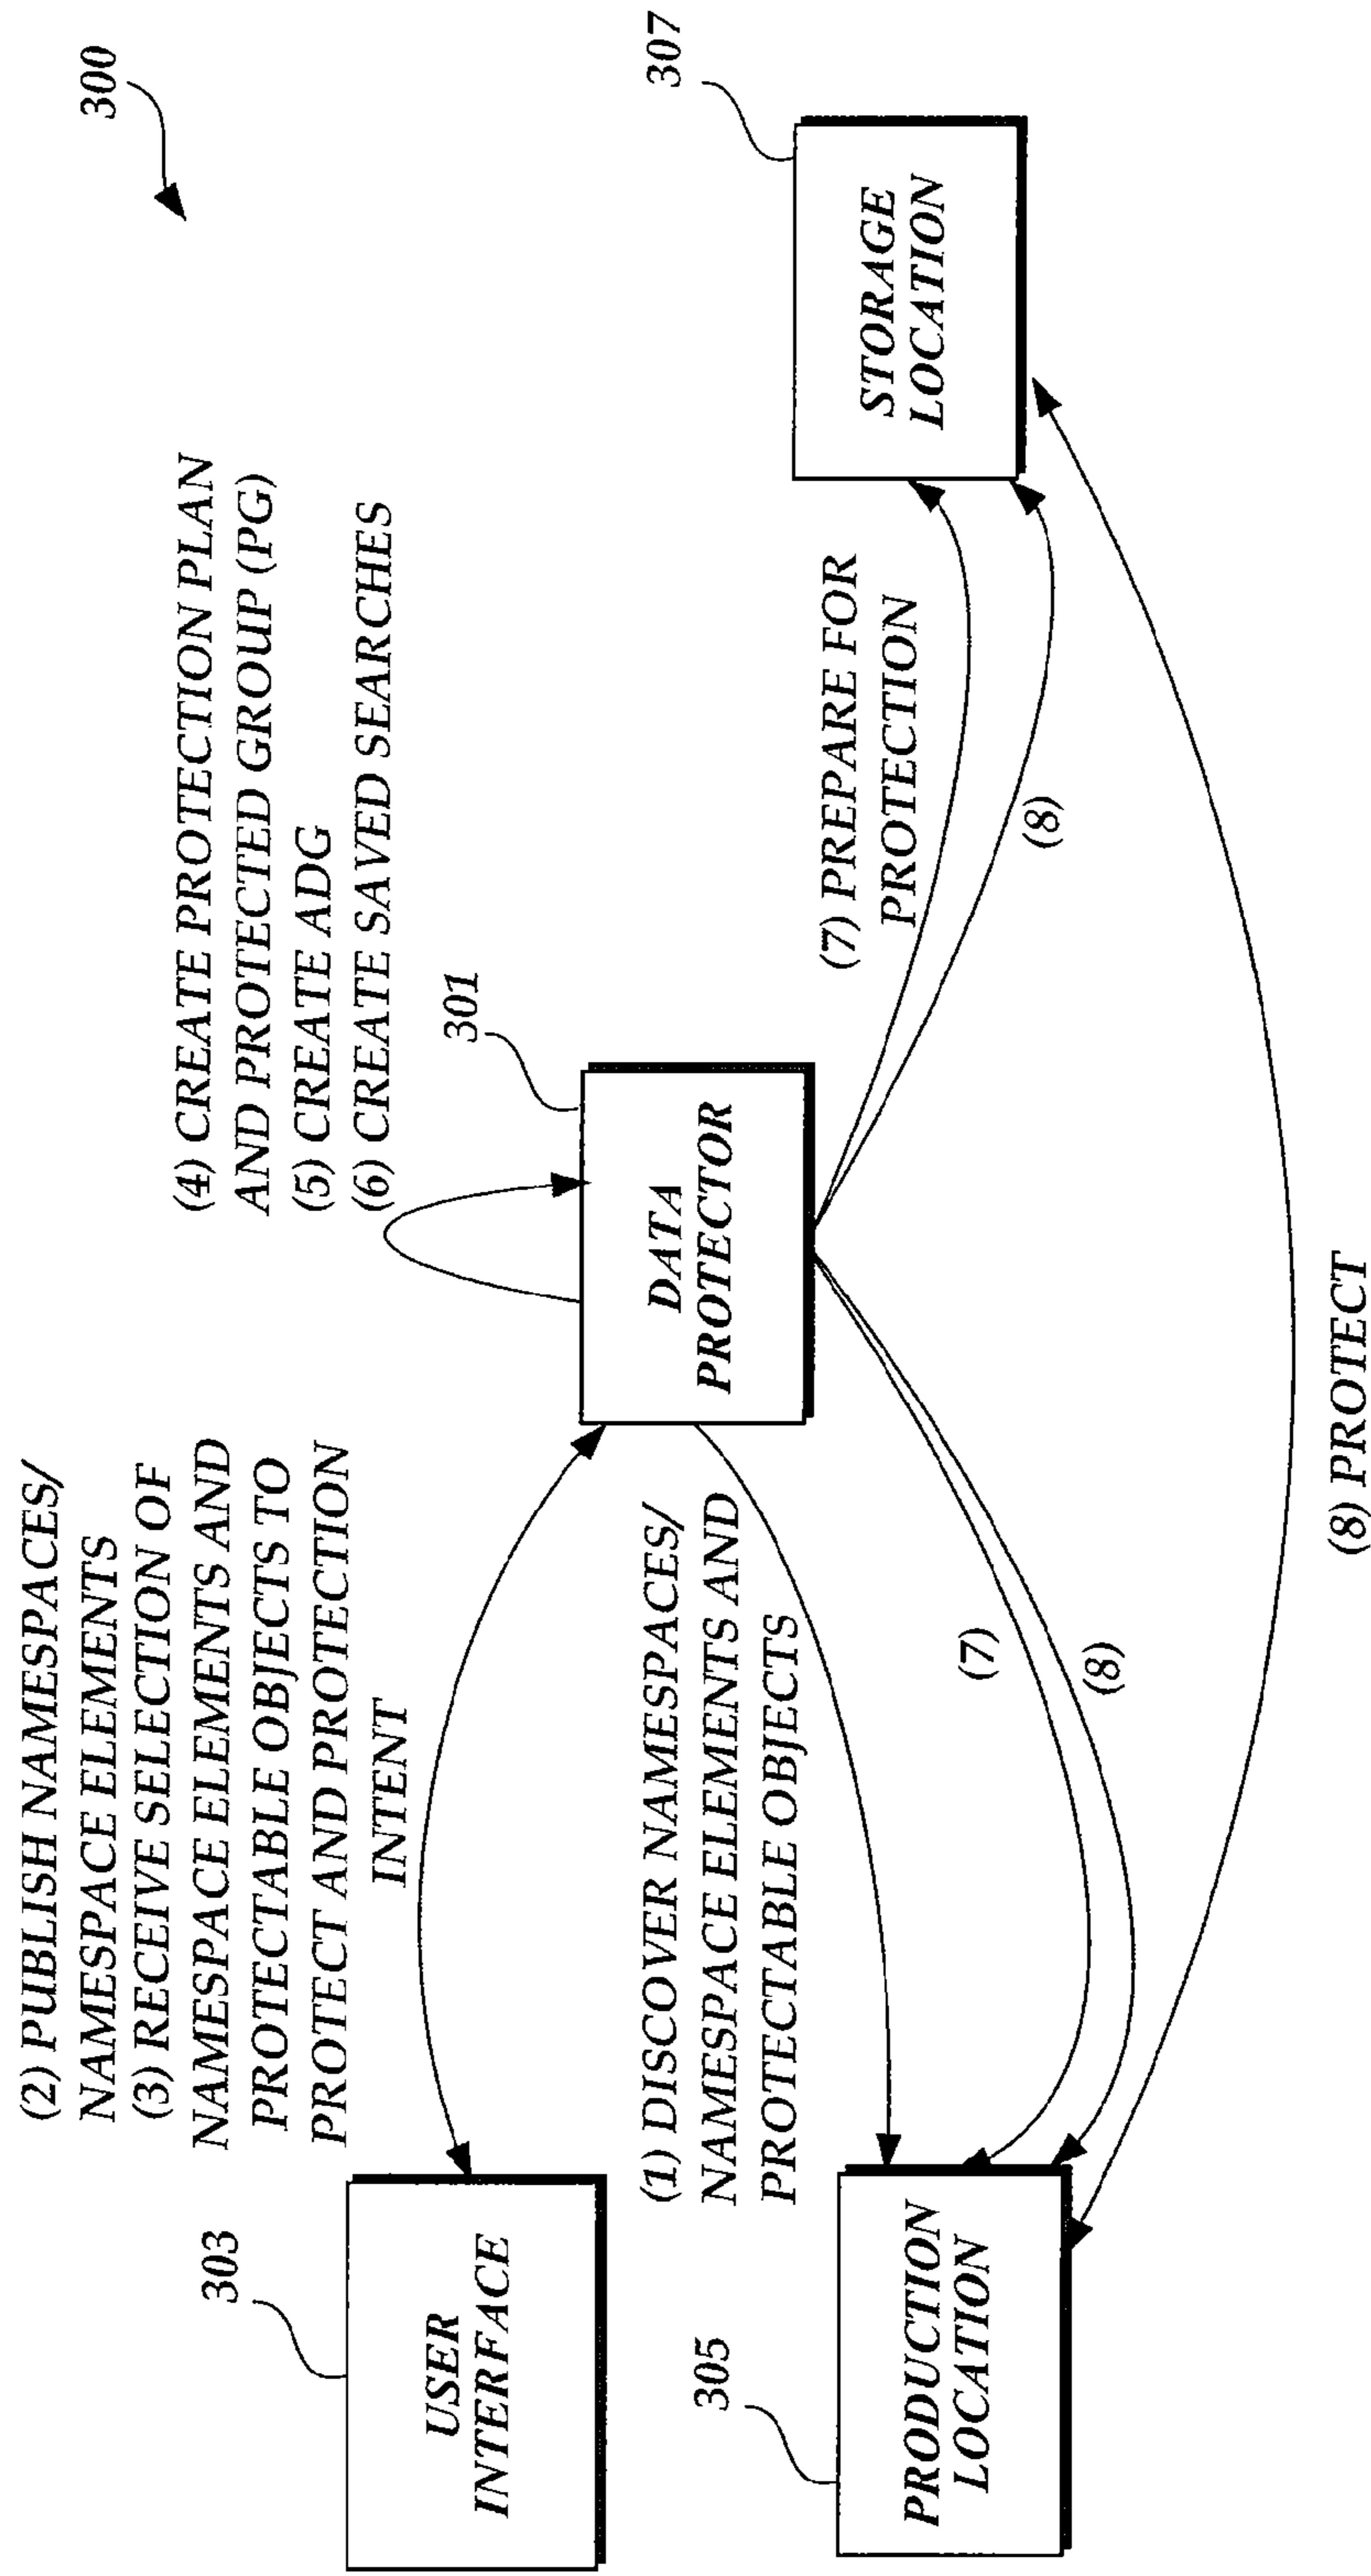 300
(2) PUBLISH NAMESPACES/
NAMESPACE ELEMENTS
(3) RECEIVE SELECTION OF
NAMESPACE ELEMENTS AND
PROTECTABLE OBJECTS TO
PROTECT AND PROTECTION
INTENT
(4) CREATE PROTECTION PLAN
AND PROTECTED GROUP (PG)
(5) CREATE ADG
(6) CREATE SAVED SEARCHES
303
USER
INTERFACE
301
DATA
PROTECTOR
(1) DISCOVER NAMESPACES/
NAMESPACE ELEMENTS AND
PROTECTABLE OBJECTS
305
PRODUCTION
LOCATION
(7)
(8)
(7) PREPARE FOR
PROTECTION
(8)
307
STORAGE
LOCATION
(8) PROTECT